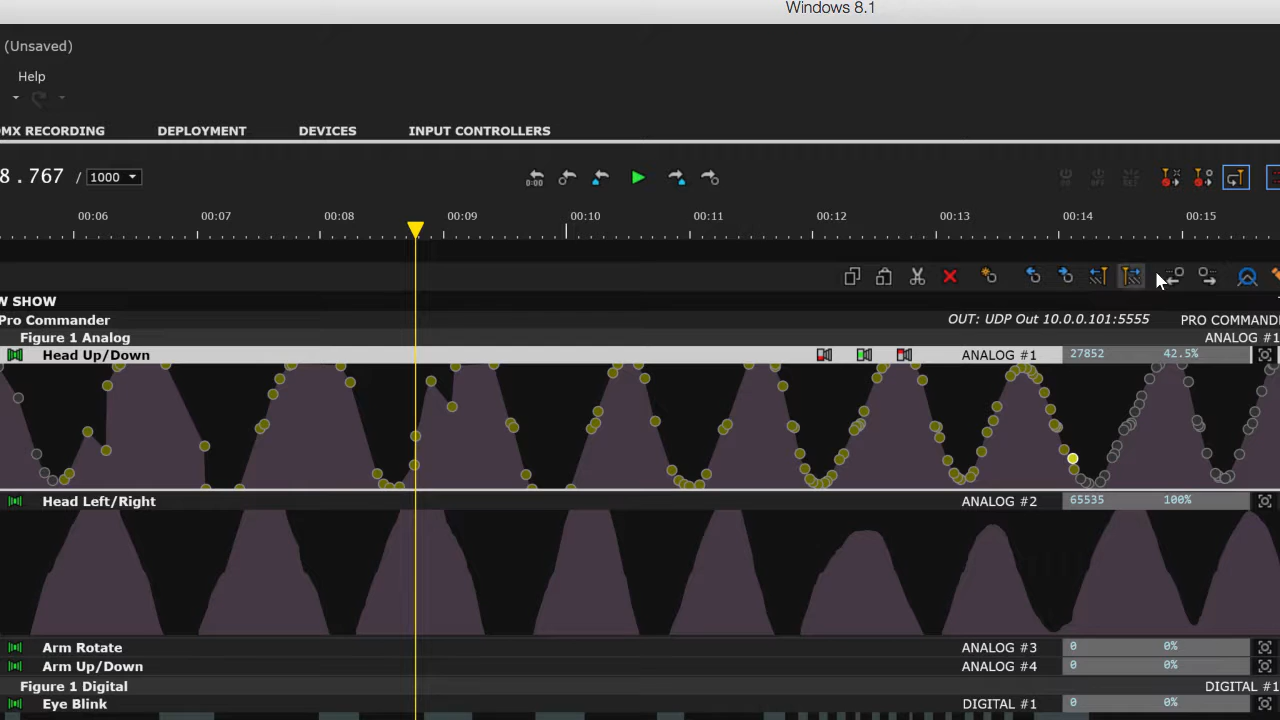 Windows 8.1
(Unsaved)
Help
MX RECORDING DEPLOYMENT DEVICES INPUT CONTROLLERS
8.767 / 1000
0:00
00:06 00:07 00:08 00:09 00:10 00:11 00:12 00:13 00:14 00:15
W SHOW
Pro Commander OUT: UDP Out 10.0.0.101:5555 PRO COMMAND
Figure 1 Analog ANALOG #1
Head Up/Down ANALOG #1 27852 42.5%
Head Left/Right ANALOG #2 65535 100%
Arm Rotate ANALOG #3 0 0%
Arm Up/Down ANALOG #4 0 0%
Figure 1 Digital DIGITAL #1
Eye Blink DIGITAL #1 0 0%